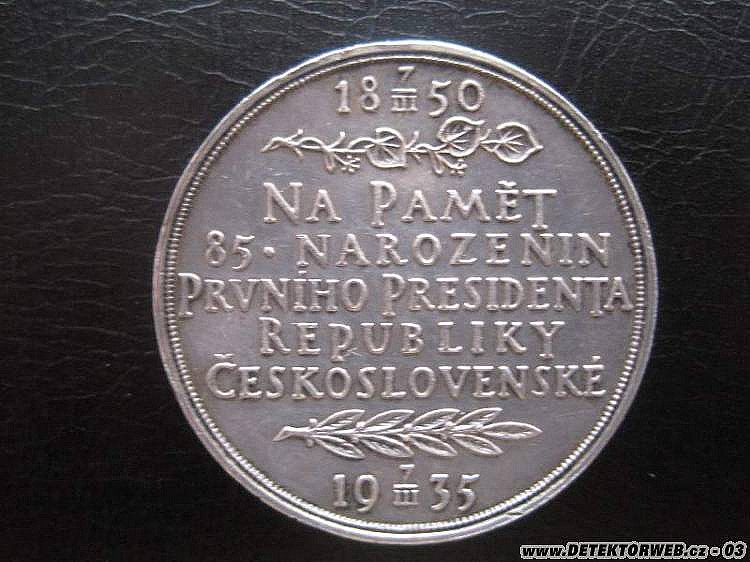 18 7/III 50
NA PAMĚT
85. NAROZENIN
PRVNÍHO PRESIDENTA
REPUBLIKY
ČESKOSLOVENSKÉ
19 7/III 35
www.DETEKTORWEB.cz - 03